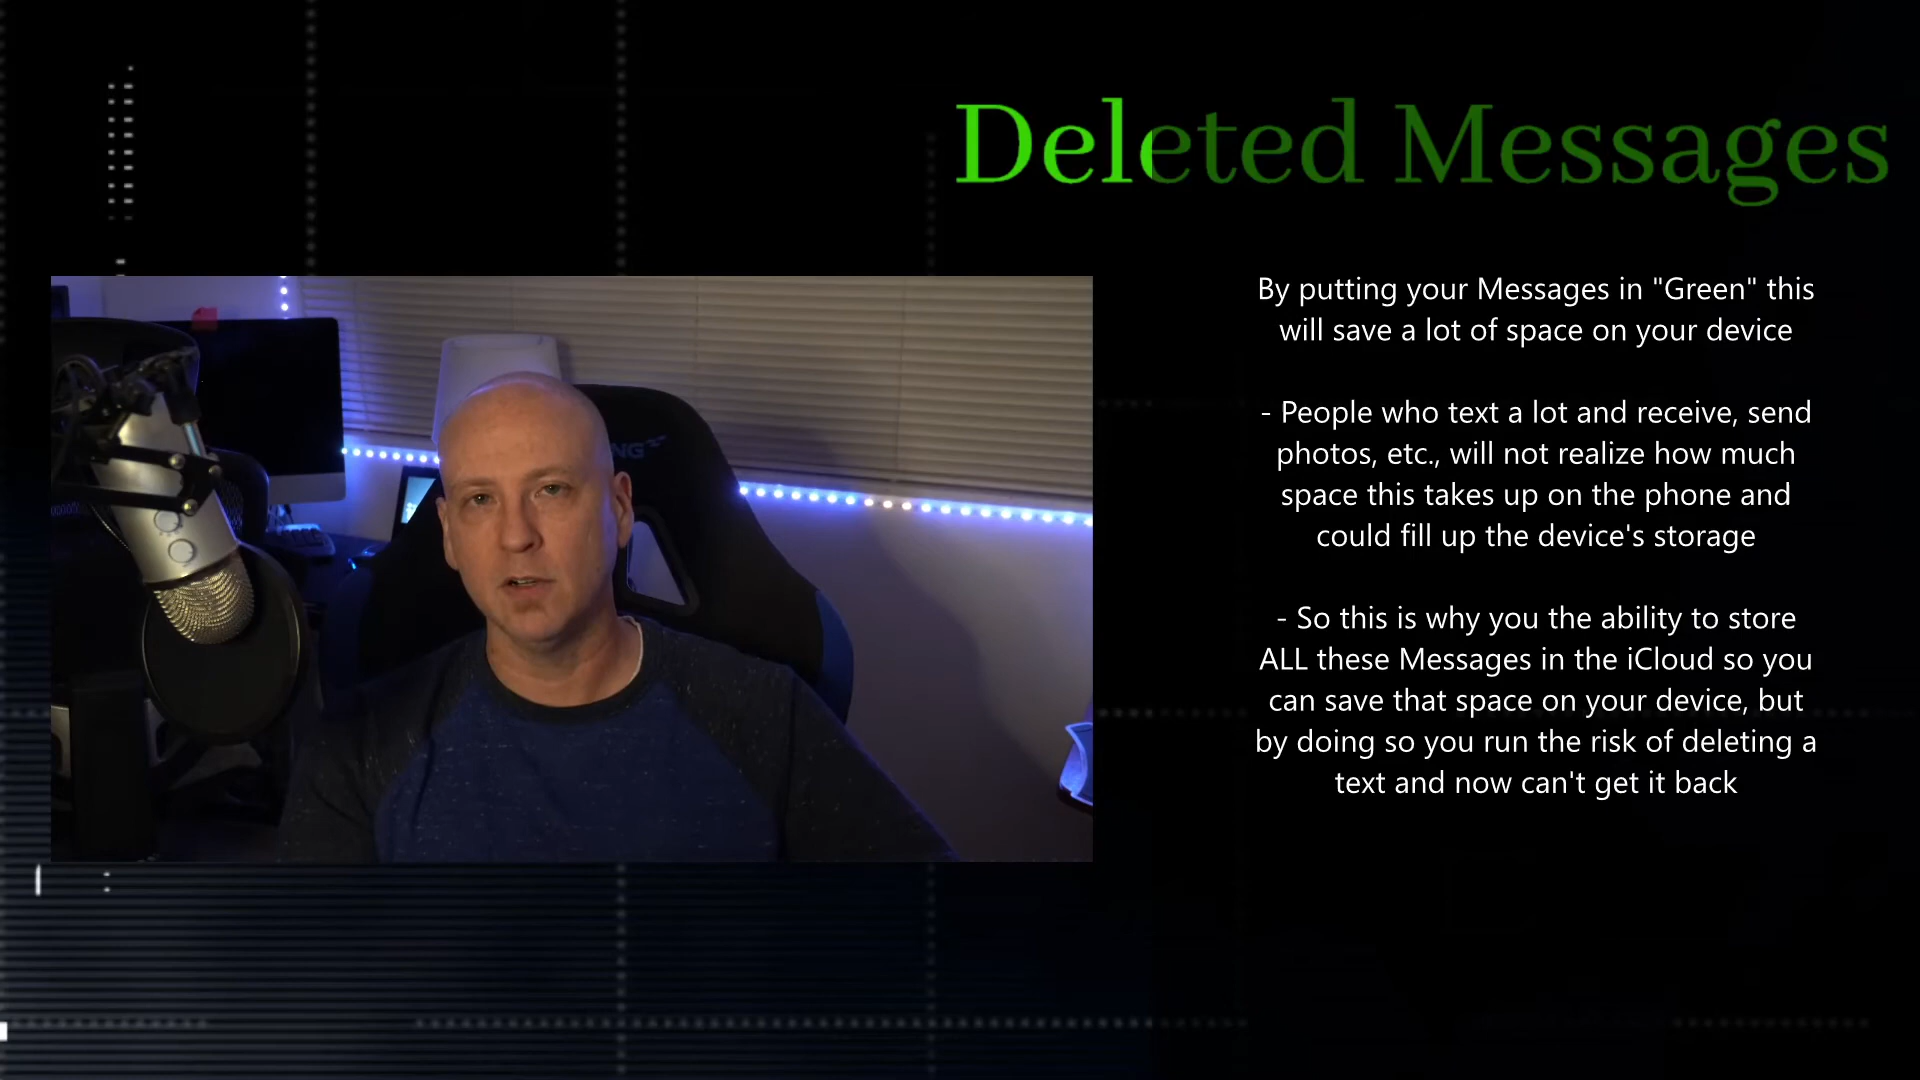 Deleted Messages
By putting your Messages in "Green" this
will save a lot of space on your device
- People who text a lot and receive, send
photos, etc., will not realize how much
space this takes up on the phone and
could fill up the device's storage
- So this is why you the ability to store
ALL these Messages in the iCloud so you
can save that space on your device, but
by doing so you run the risk of deleting a
text and now can't get it back